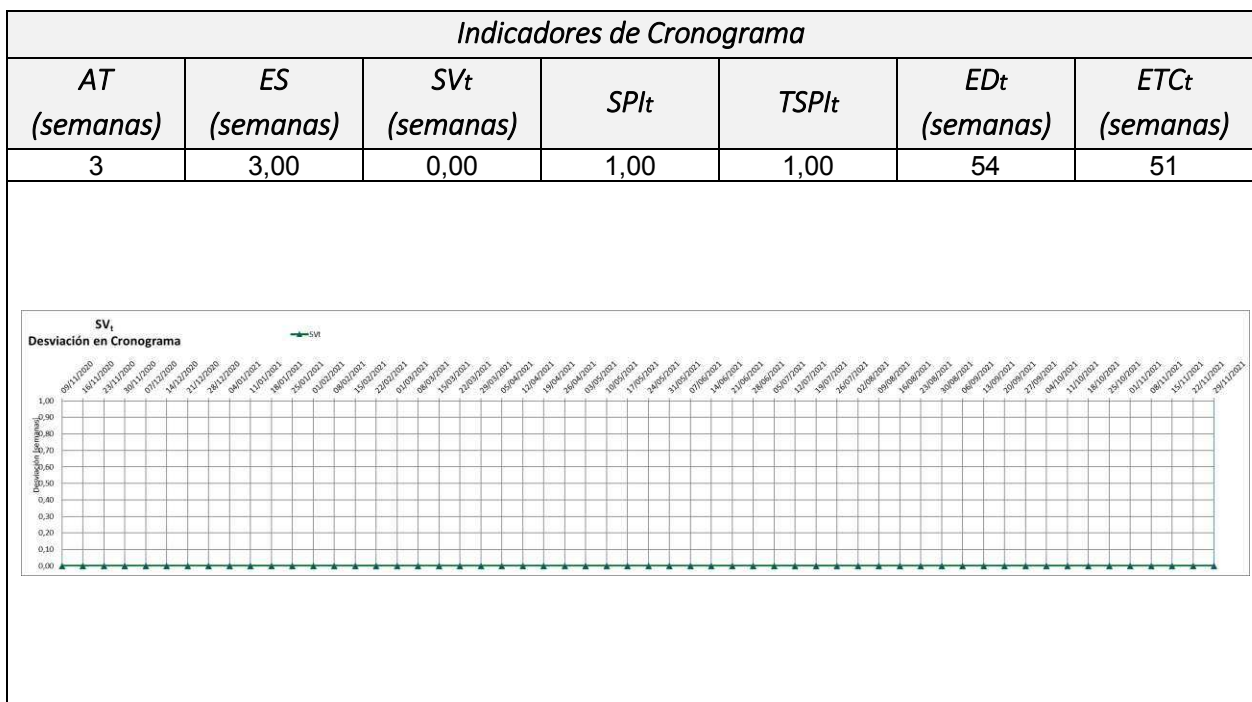 Indicadores de Cronograma
AT (semanas) ES (semanas) SVt (semanas) SPIt TSPIt EDt (semanas) ETCt (semanas)
3 3,00 0,00 1,00 1,00 54 51
SVt
Desviación en Cronograma
SVt
09/11/2020 16/11/2020 23/11/2020 30/11/2020 07/12/2020 14/12/2020 21/12/2020 28/12/2020 04/01/2021 11/01/2021 18/01/2021 25/01/2021 01/02/2021 08/02/2021 15/02/2021 22/02/2021 01/03/2021 08/03/2021 15/03/2021 22/03/2021 29/03/2021 05/04/2021 12/04/2021 19/04/2021 26/04/2021 03/05/2021 10/05/2021 17/05/2021 24/05/2021 31/05/2021 07/06/2021 14/06/2021 21/06/2021 28/06/2021 05/07/2021 12/07/2021 19/07/2021 26/07/2021 02/08/2021 09/08/2021 16/08/2021 23/08/2021 30/08/2021 06/09/2021 13/09/2021 20/09/2021 27/09/2021 04/10/2021 11/10/2021 18/10/2021 25/10/2021 01/11/2021 08/11/2021 15/11/2021 22/11/2021 29/11/2021
Desviación (semanas)
1,00
0,90
0,80
0,70
0,60
0,50
0,40
0,30
0,20
0,10
0,00